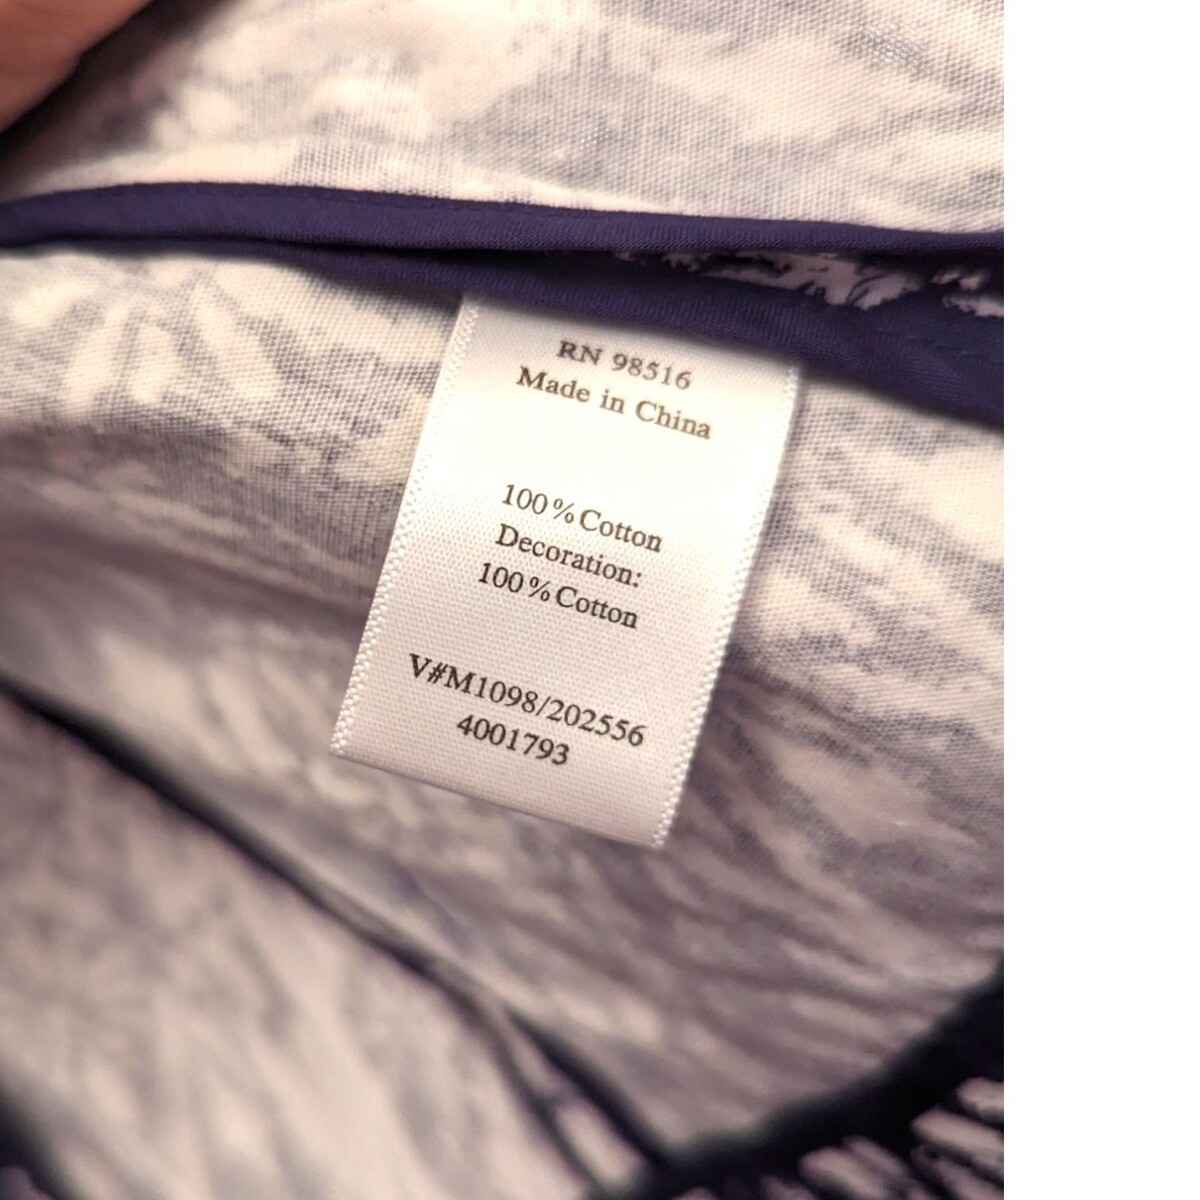 RN 98516
Made in China
100%Cotton
Decoration:
100%Cotton
V#M1098/202556
4001793